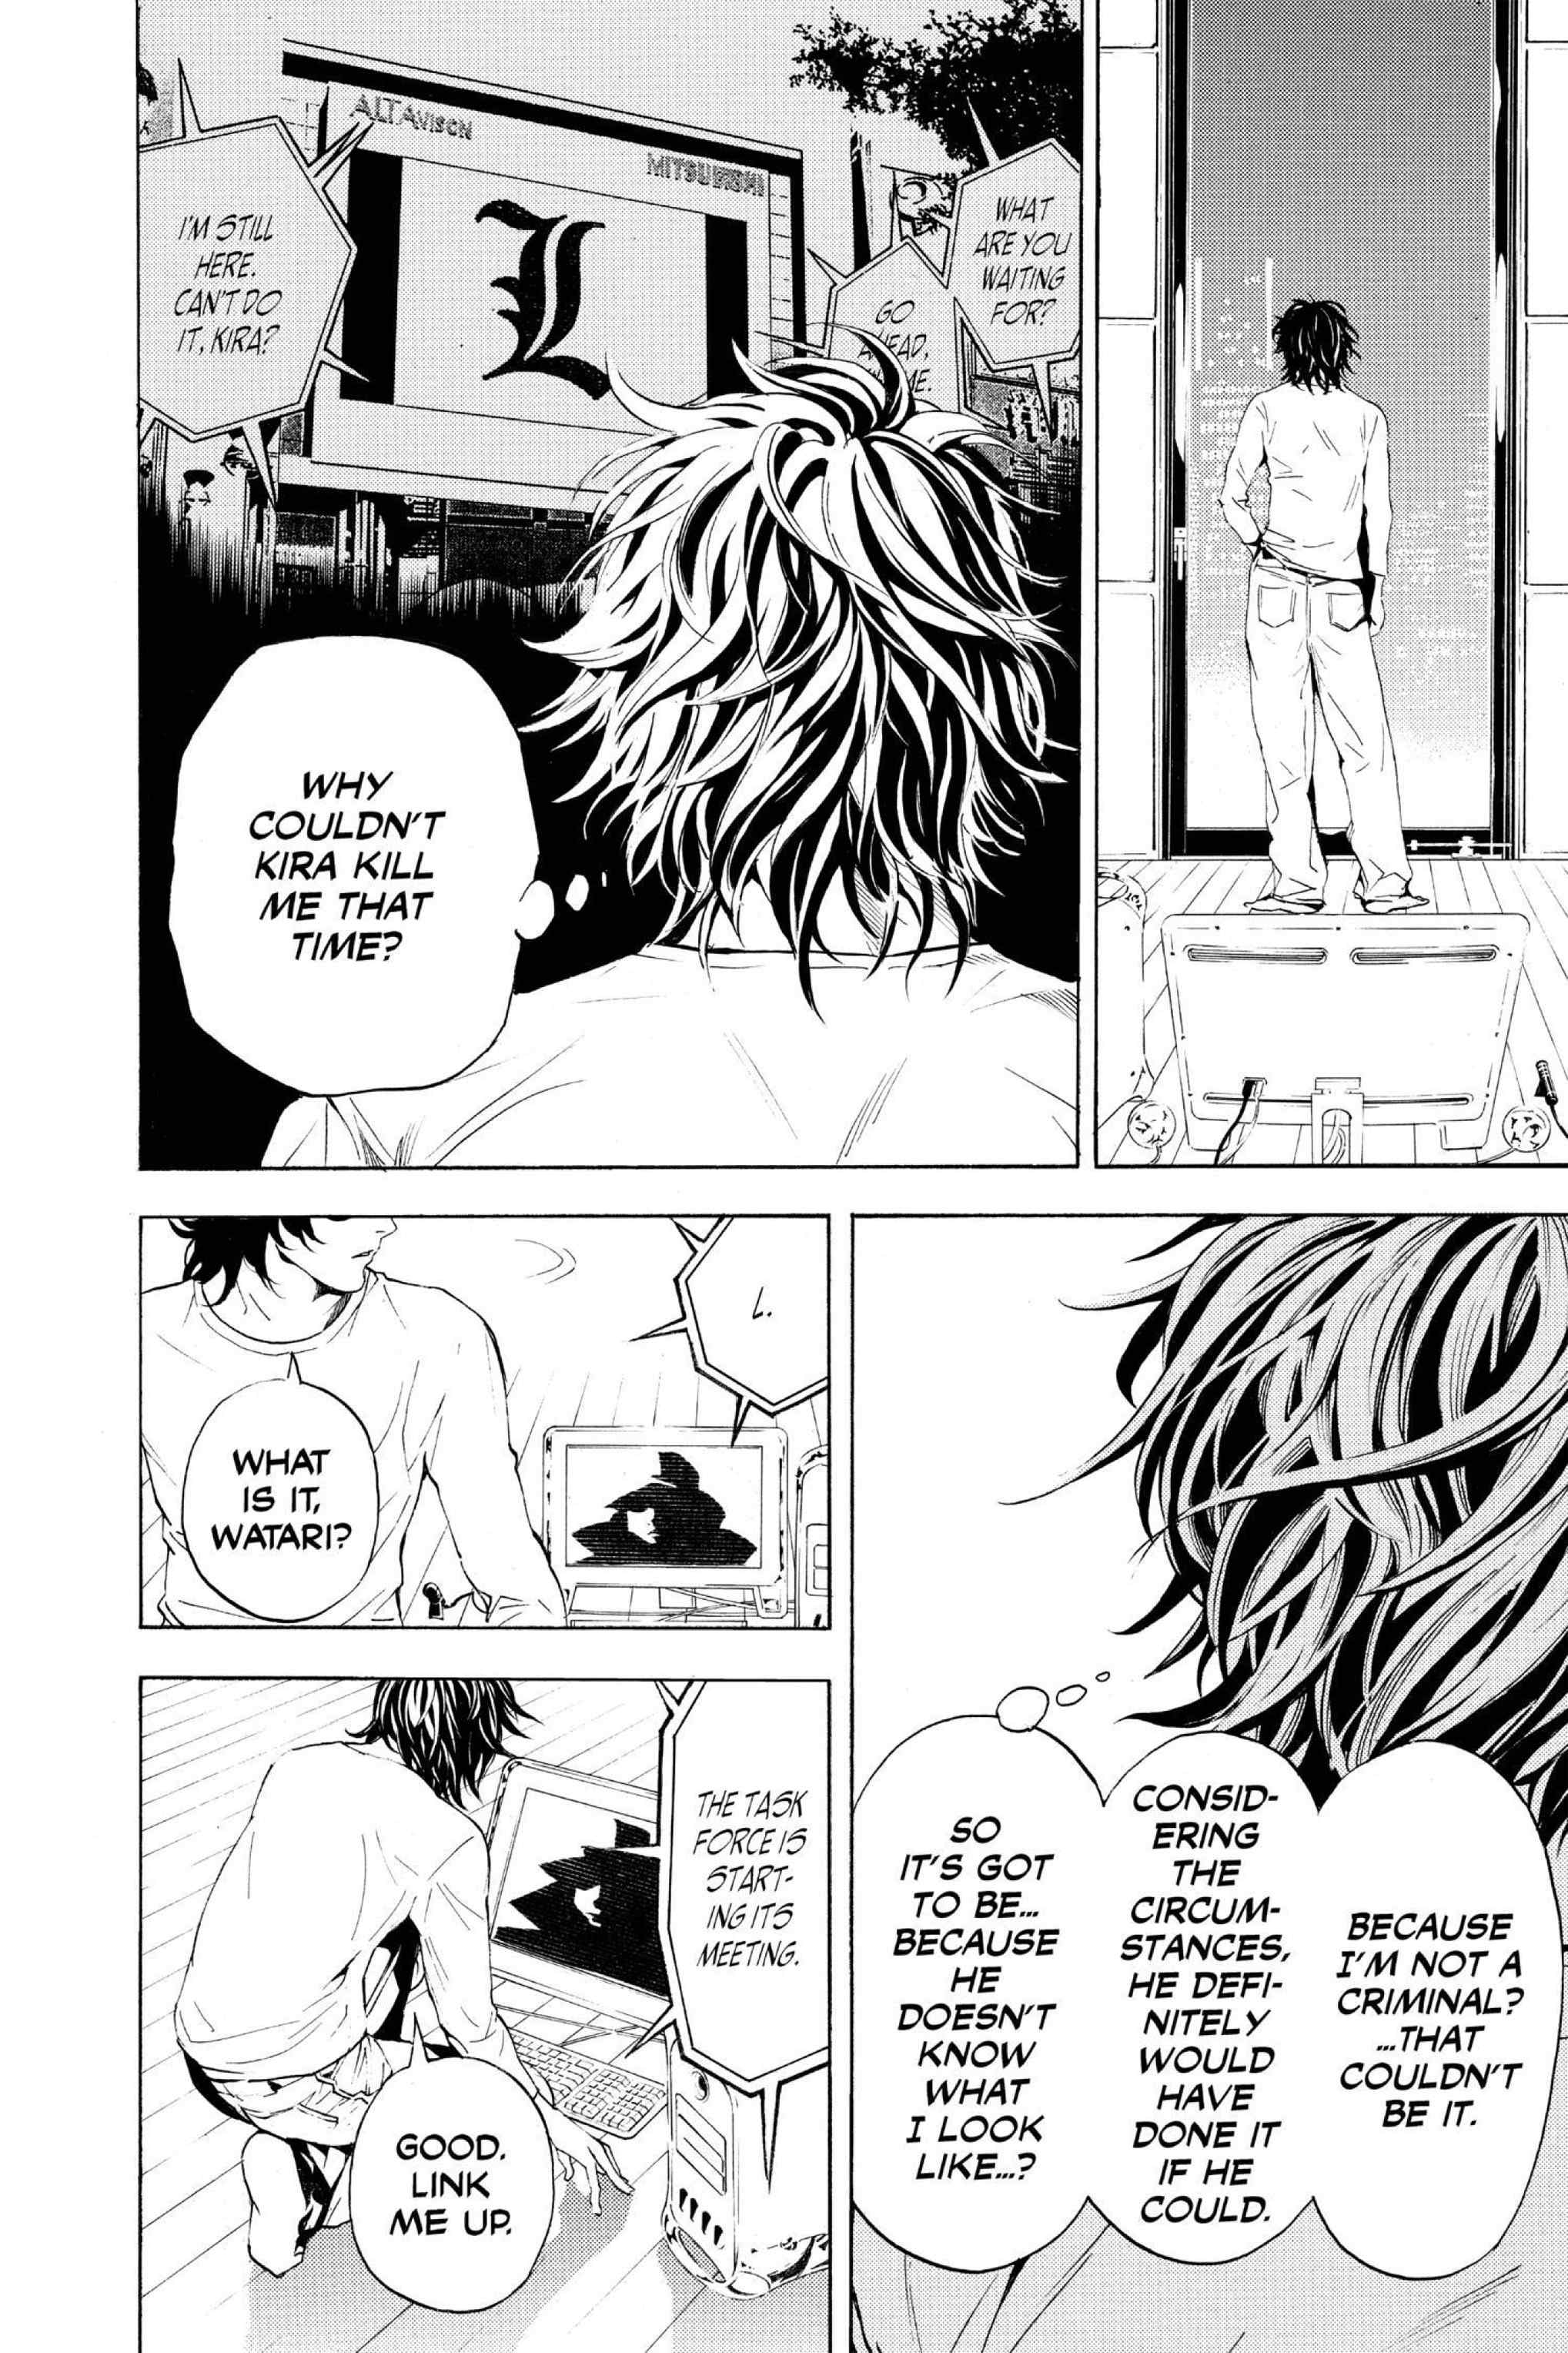 WHAT
ARE YOU
WAITING
FOR?
GO
AHEAD,
ALTAVISON
MITSUBISHI
L
I'M STILL
HERE.
CAN'T DO
IT, KIRA?
WHY
COULDN'T
KIRA KILL
ME THAT
TIME?
BECAUSE
I'M NOT A
CRIMINAL?
...THAT
COULDN'T
BE IT.
CONSID-
ERING
THE
CIRCUM-
STANCES,
HE DEFI-
NITELY
WOULD
HAVE
DONE IT
IF HE
COULD.
SO
IT'S GOT
TO BE...
BECAUSE
HE
DOESN'T
KNOW
WHAT
I LOOK
LIKE...?
L.
WHAT
IS IT,
WATARI?
THE TASK
FORCE IS
START-
ING ITS
MEETING.
GOOD.
LINK
ME UP.